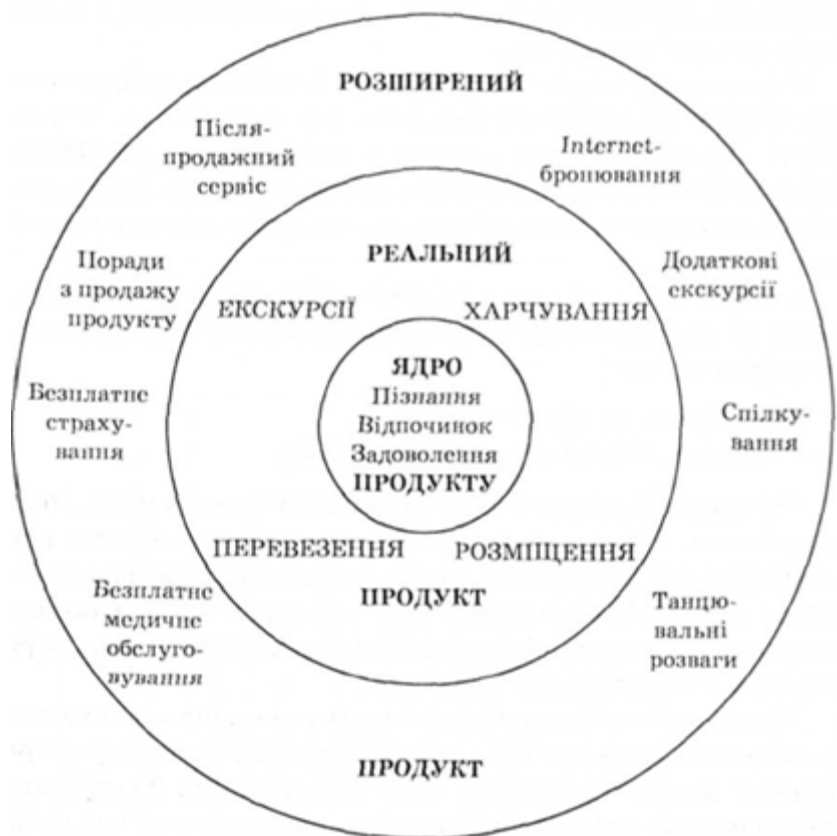 РОЗШИРЕНИЙ
Після-
продажний
сервіс
Internet-
бронювання
РЕАЛЬНИЙ
Поради
з продажу
продукту
Додаткові
екскурсії
ЕКСКУРСІЇ
ХАРЧУВАННЯ
ЯДРО
Пізнання
Відпочинок
Задоволення
ПРОДУКТУ
Безплатне
страху-
вання
Спілку-
вання
ПЕРЕВЕЗЕННЯ
РОЗМІЩЕННЯ
ПРОДУКТ
Безплатне
медичне
обслуго-
вування
Танцю-
вальні
розваги
ПРОДУКТ